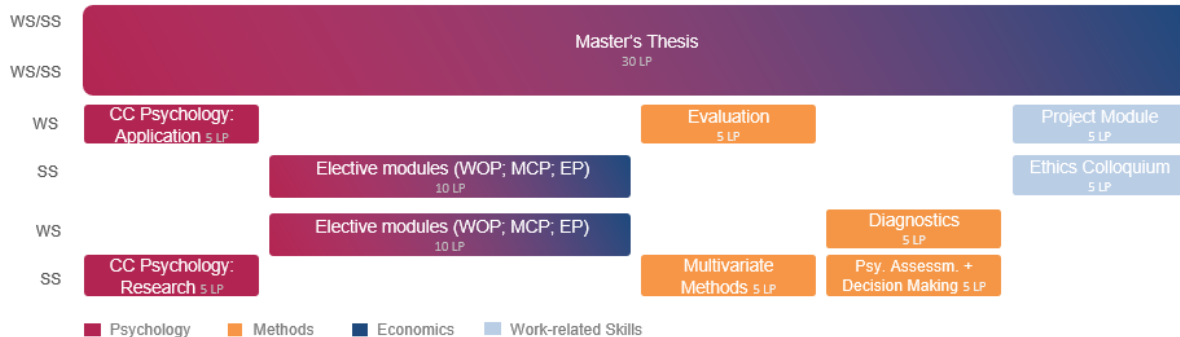 WS/SS
Master's Thesis
30 LP
WS/SS
WS
CC Psychology:
Application 5 LP
Evaluation
5 LP
Project Module
5 LP
SS
Elective modules (WOP; MCP; EP)
10 LP
Ethics Colloquium
5 LP
WS
Elective modules (WOP; MCP; EP)
10 LP
Diagnostics
5 LP
SS
CC Psychology:
Research 5 LP
Multivariate
Methods 5 LP
Psy. Assessm. +
Decision Making 5 LP
Psychology
Methods
Economics
Work-related Skills